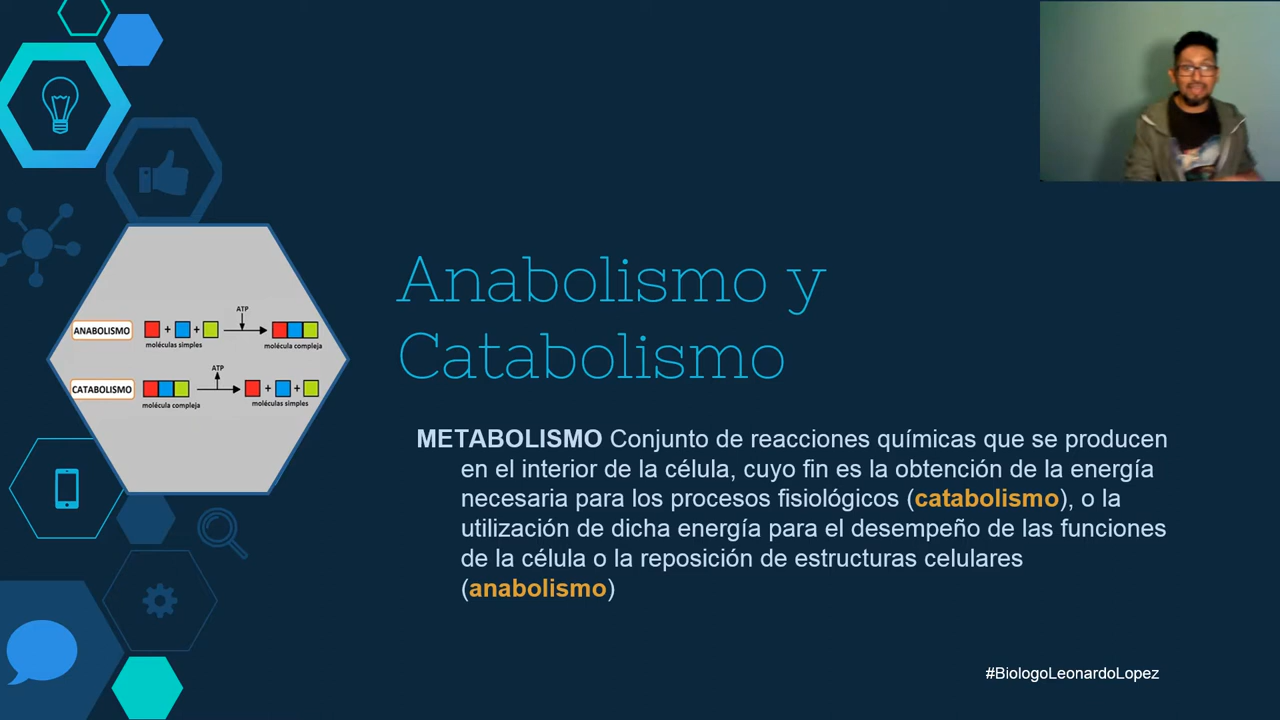 Anabolismo y
Catabolismo
ATP
ANABOLISMO + +
moléculas simples molécula compleja
ATP
CATABOLISMO + +
molécula compleja moléculas simples
METABOLISMO Conjunto de reacciones químicas que se producen
en el interior de la célula, cuyo fin es la obtención de la energía
necesaria para los procesos fisiológicos (catabolismo), o la
utilización de dicha energía para el desempeño de las funciones
de la célula o la reposición de estructuras celulares
(anabolismo)
#BiologoLeonardoLopez